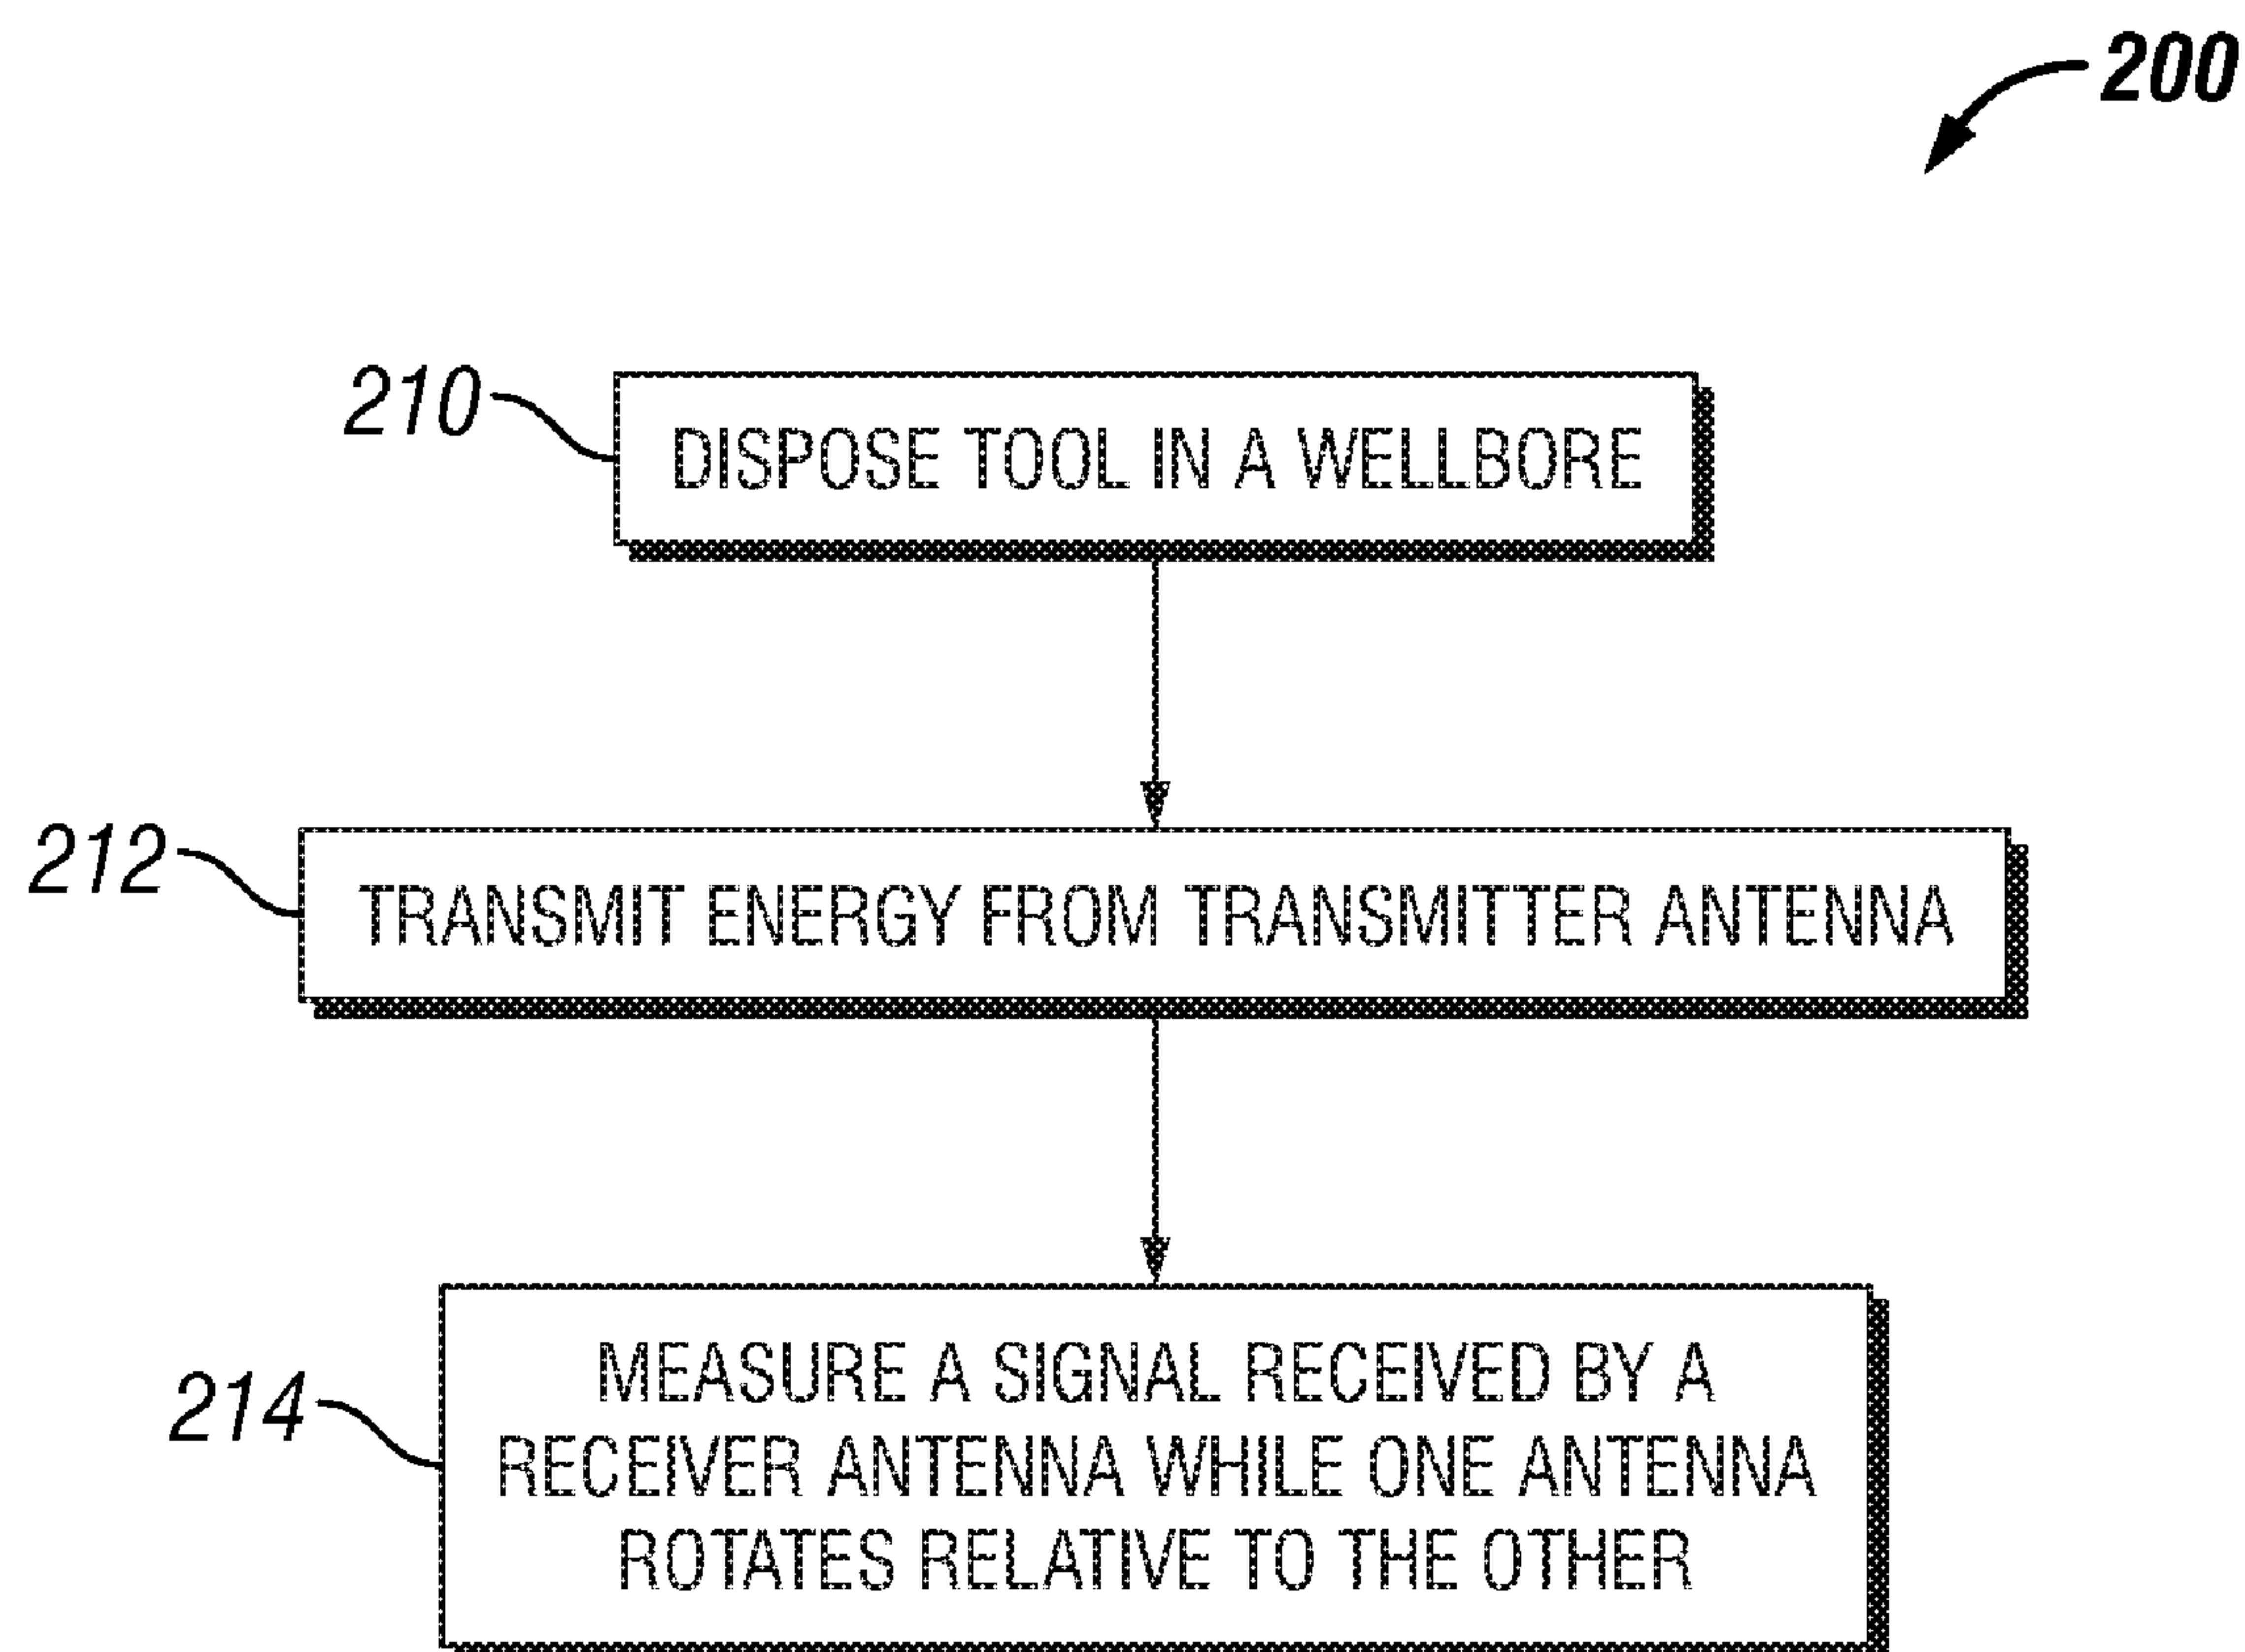 200
210
DISPOSE TOOL IN A WELLBORE
212
TRANSMIT ENERGY FROM TRANSMITTER ANTENNA
214
MEASURE A SIGNAL RECEIVED BY A
RECEIVER ANTENNA WHILE ONE ANTENNA
ROTATES RELATIVE TO THE OTHER